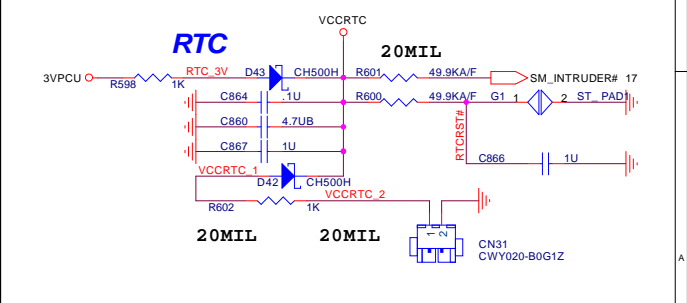 VCCRTC
RTC
20MIL
3VPCU
R598
1K
RTC_3V
D43
CH500H
R601
49.9KA/F
SM_INTRUDER# 17
C864
.1U
R600
49.9KA/F
G1
1
2
ST_PAD1
C860
4.7UB
RTCRST#
C867
1U
C866
1U
VCCRTC_1
D42
CH500H
VCCRTC_2
R602
1K
20MIL
20MIL
1
2
CN31
CWY020-B0G1Z
A